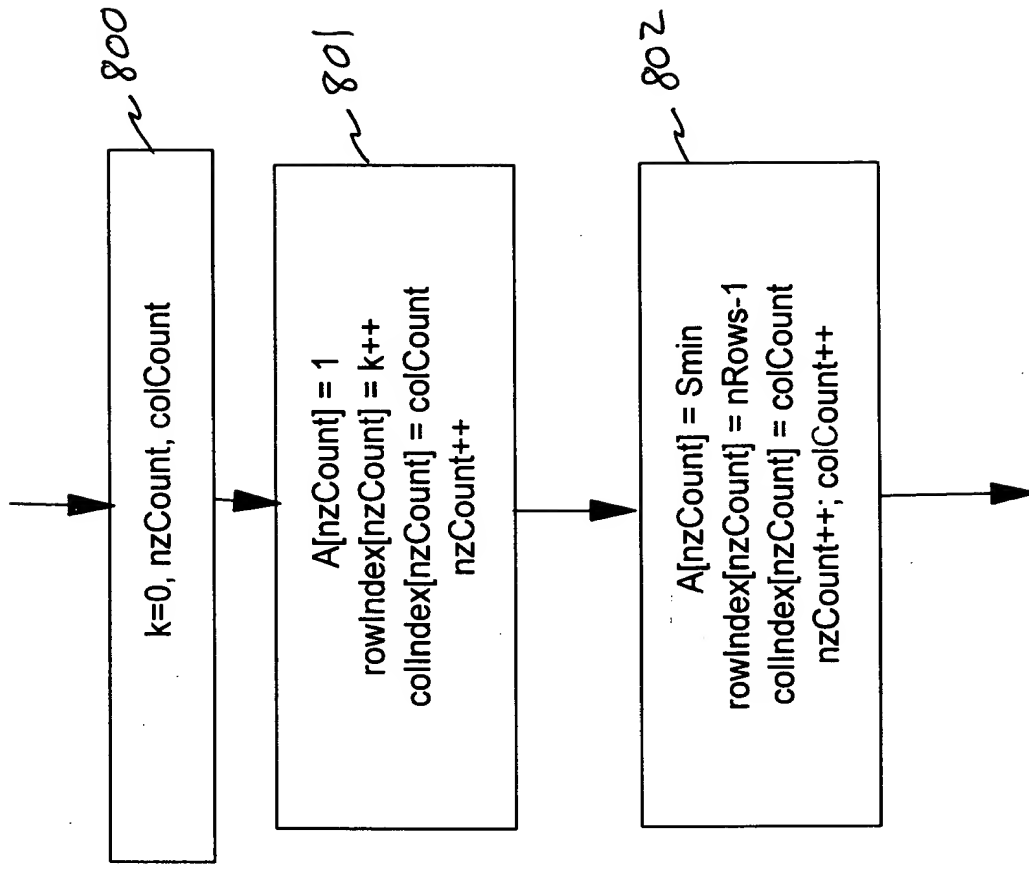 800
k=0, nzCount, colCount
801
A[nzCount] = 1
rowIndex[nzCount] = k++
colIndex[nzCount] = colCount
nzCount++
802
A[nzCount] = Smin
rowIndex[nzCount] = nRows-1
colIndex[nzCount] = colCount
nzCount++; colCount++